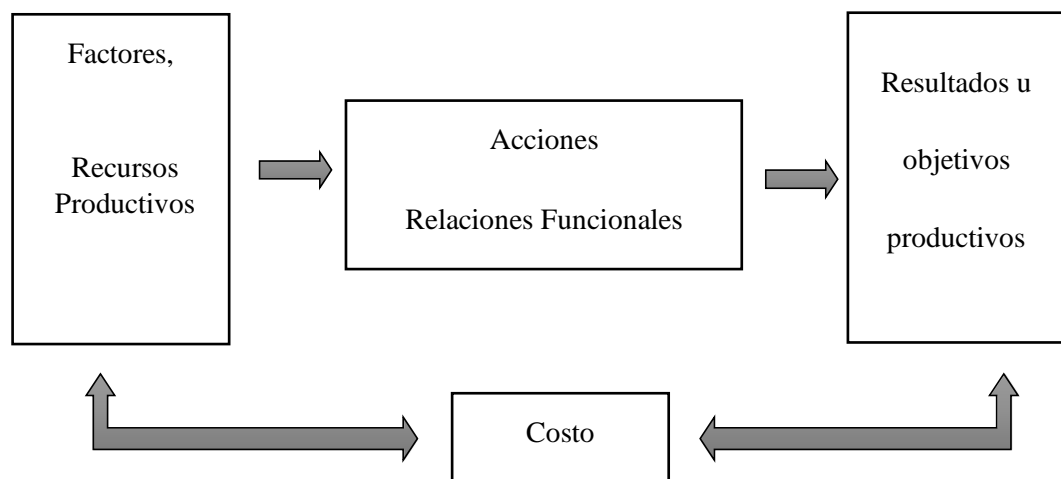 Factores,
Recursos
Productivos
Acciones
Relaciones Funcionales
Resultados u
objetivos
productivos
Costo